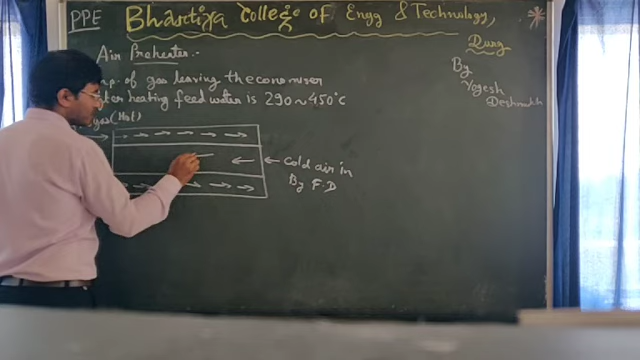 PPE
Bhartiya College of Engg & Technology,
Durg
By
Yogesh
Deshmukh
Air Preheater:-
of gas leaving the economiser
heating feed water is 290~450°c
gas (Hot)
Cold air in
By F.D